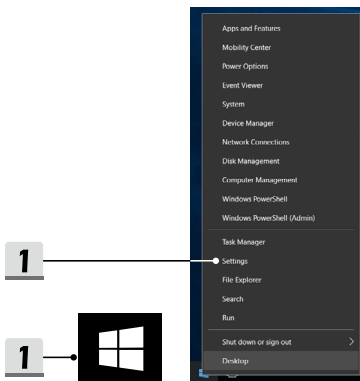 Apps and Features
Mobility Center
Power Options
Event Viewer
System
Device Manager
Network Connections
Disk Management
Computer Management
Windows PowerShell
Windows PowerShell (Admin)
Task Manager
1
Settings
File Explorer
Search
Run
1
Shut down or sign out
Desktop